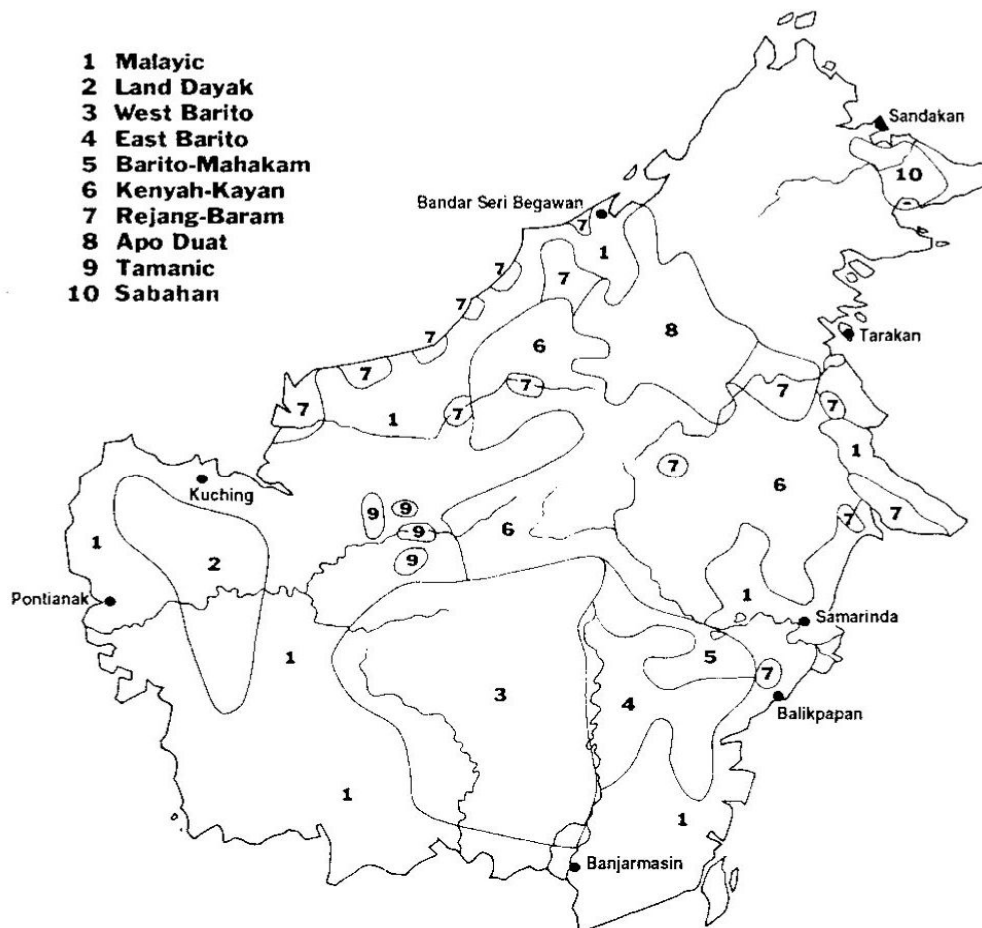 1 Malayic
2 Land Dayak
3 West Barito
4 East Barito
5 Barito-Mahakam
6 Kenyah-Kayan
7 Rejang-Baram
8 Apo Duat
9 Tamanic
10 Sabahan
Sandakan
10
Bandar Seri Begawan
7
1
7
7
7
8
Tarakan
7
6
7
7
7
7
7
1
7
7
1
Kuching
7
6
9
9
7
7
9
6
1
2
9
Pontianak
1
Samarinda
1
5
7
3
4
Balikpapan
1
1
Banjarmasin